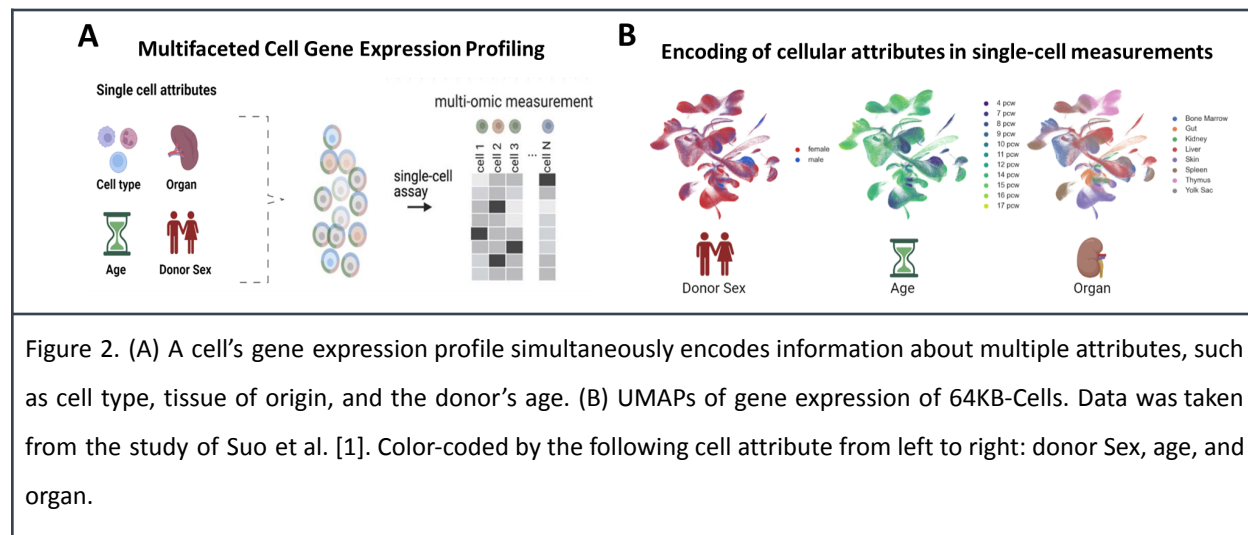 A
Multifaceted Cell Gene Expression Profiling
Single cell attributes
Cell type
Organ
Age
Donor Sex
single-cell
assay
multi-omic measurement
cell 1
cell 2
cell 3
...
cell N
B
Encoding of cellular attributes in single-cell measurements
female
male
Donor Sex
4 pcw
7 pcw
8 pcw
9 pcw
10 pcw
11 pcw
12 pcw
14 pcw
15 pcw
16 pcw
17 pcw
Age
Bone Marrow
Gut
Kidney
Liver
Skin
Spleen
Thymus
Yolk Sac
Organ
Figure 2. (A) A cell’s gene expression profile simultaneously encodes information about multiple attributes, such
as cell type, tissue of origin, and the donor’s age. (B) UMAPs of gene expression of 64KB-Cells. Data was taken
from the study of Suo et al. [1]. Color-coded by the following cell attribute from left to right: donor Sex, age, and
organ.